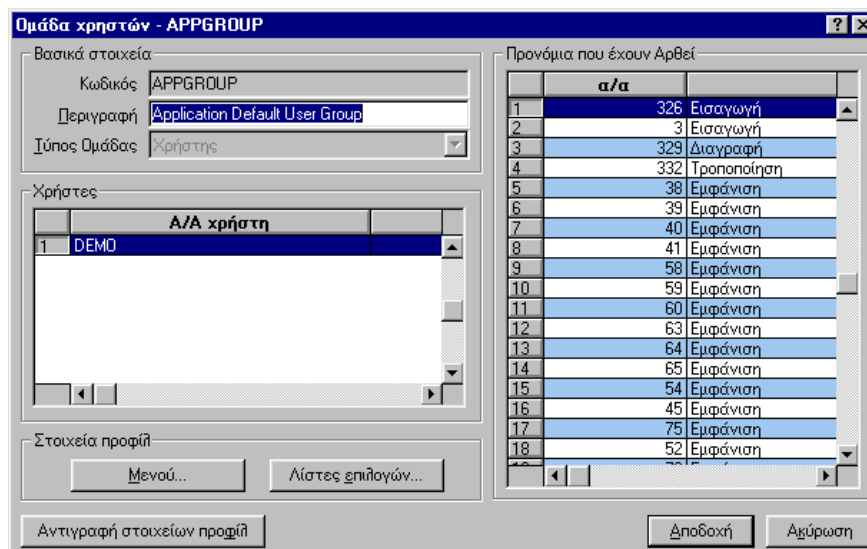 Ομάδα χρηστών - APPGROUP
Βασικά στοιχεία
Κωδικός APPGROUP
Περιγραφή Application Default User Group
Τύπος Ομάδας Χρήστης
Χρήστες
Α/Α χρήστη
1 DEMO
Στοιχεία προφίλ
Μενού...
Λίστες επιλογών...
Αντιγραφή στοιχείων προφίλ
Προνόμια που έχουν Αρθεί
α/α
1 326 Εισαγωγή
2 3 Εισαγωγή
3 329 Διαγραφή
4 332 Τροποποίηση
5 38 Εμφάνιση
6 39 Εμφάνιση
7 40 Εμφάνιση
8 41 Εμφάνιση
9 58 Εμφάνιση
10 59 Εμφάνιση
11 60 Εμφάνιση
12 63 Εμφάνιση
13 64 Εμφάνιση
14 65 Εμφάνιση
15 54 Εμφάνιση
16 45 Εμφάνιση
17 75 Εμφάνιση
18 52 Εμφάνιση
Αποδοχή
Ακύρωση